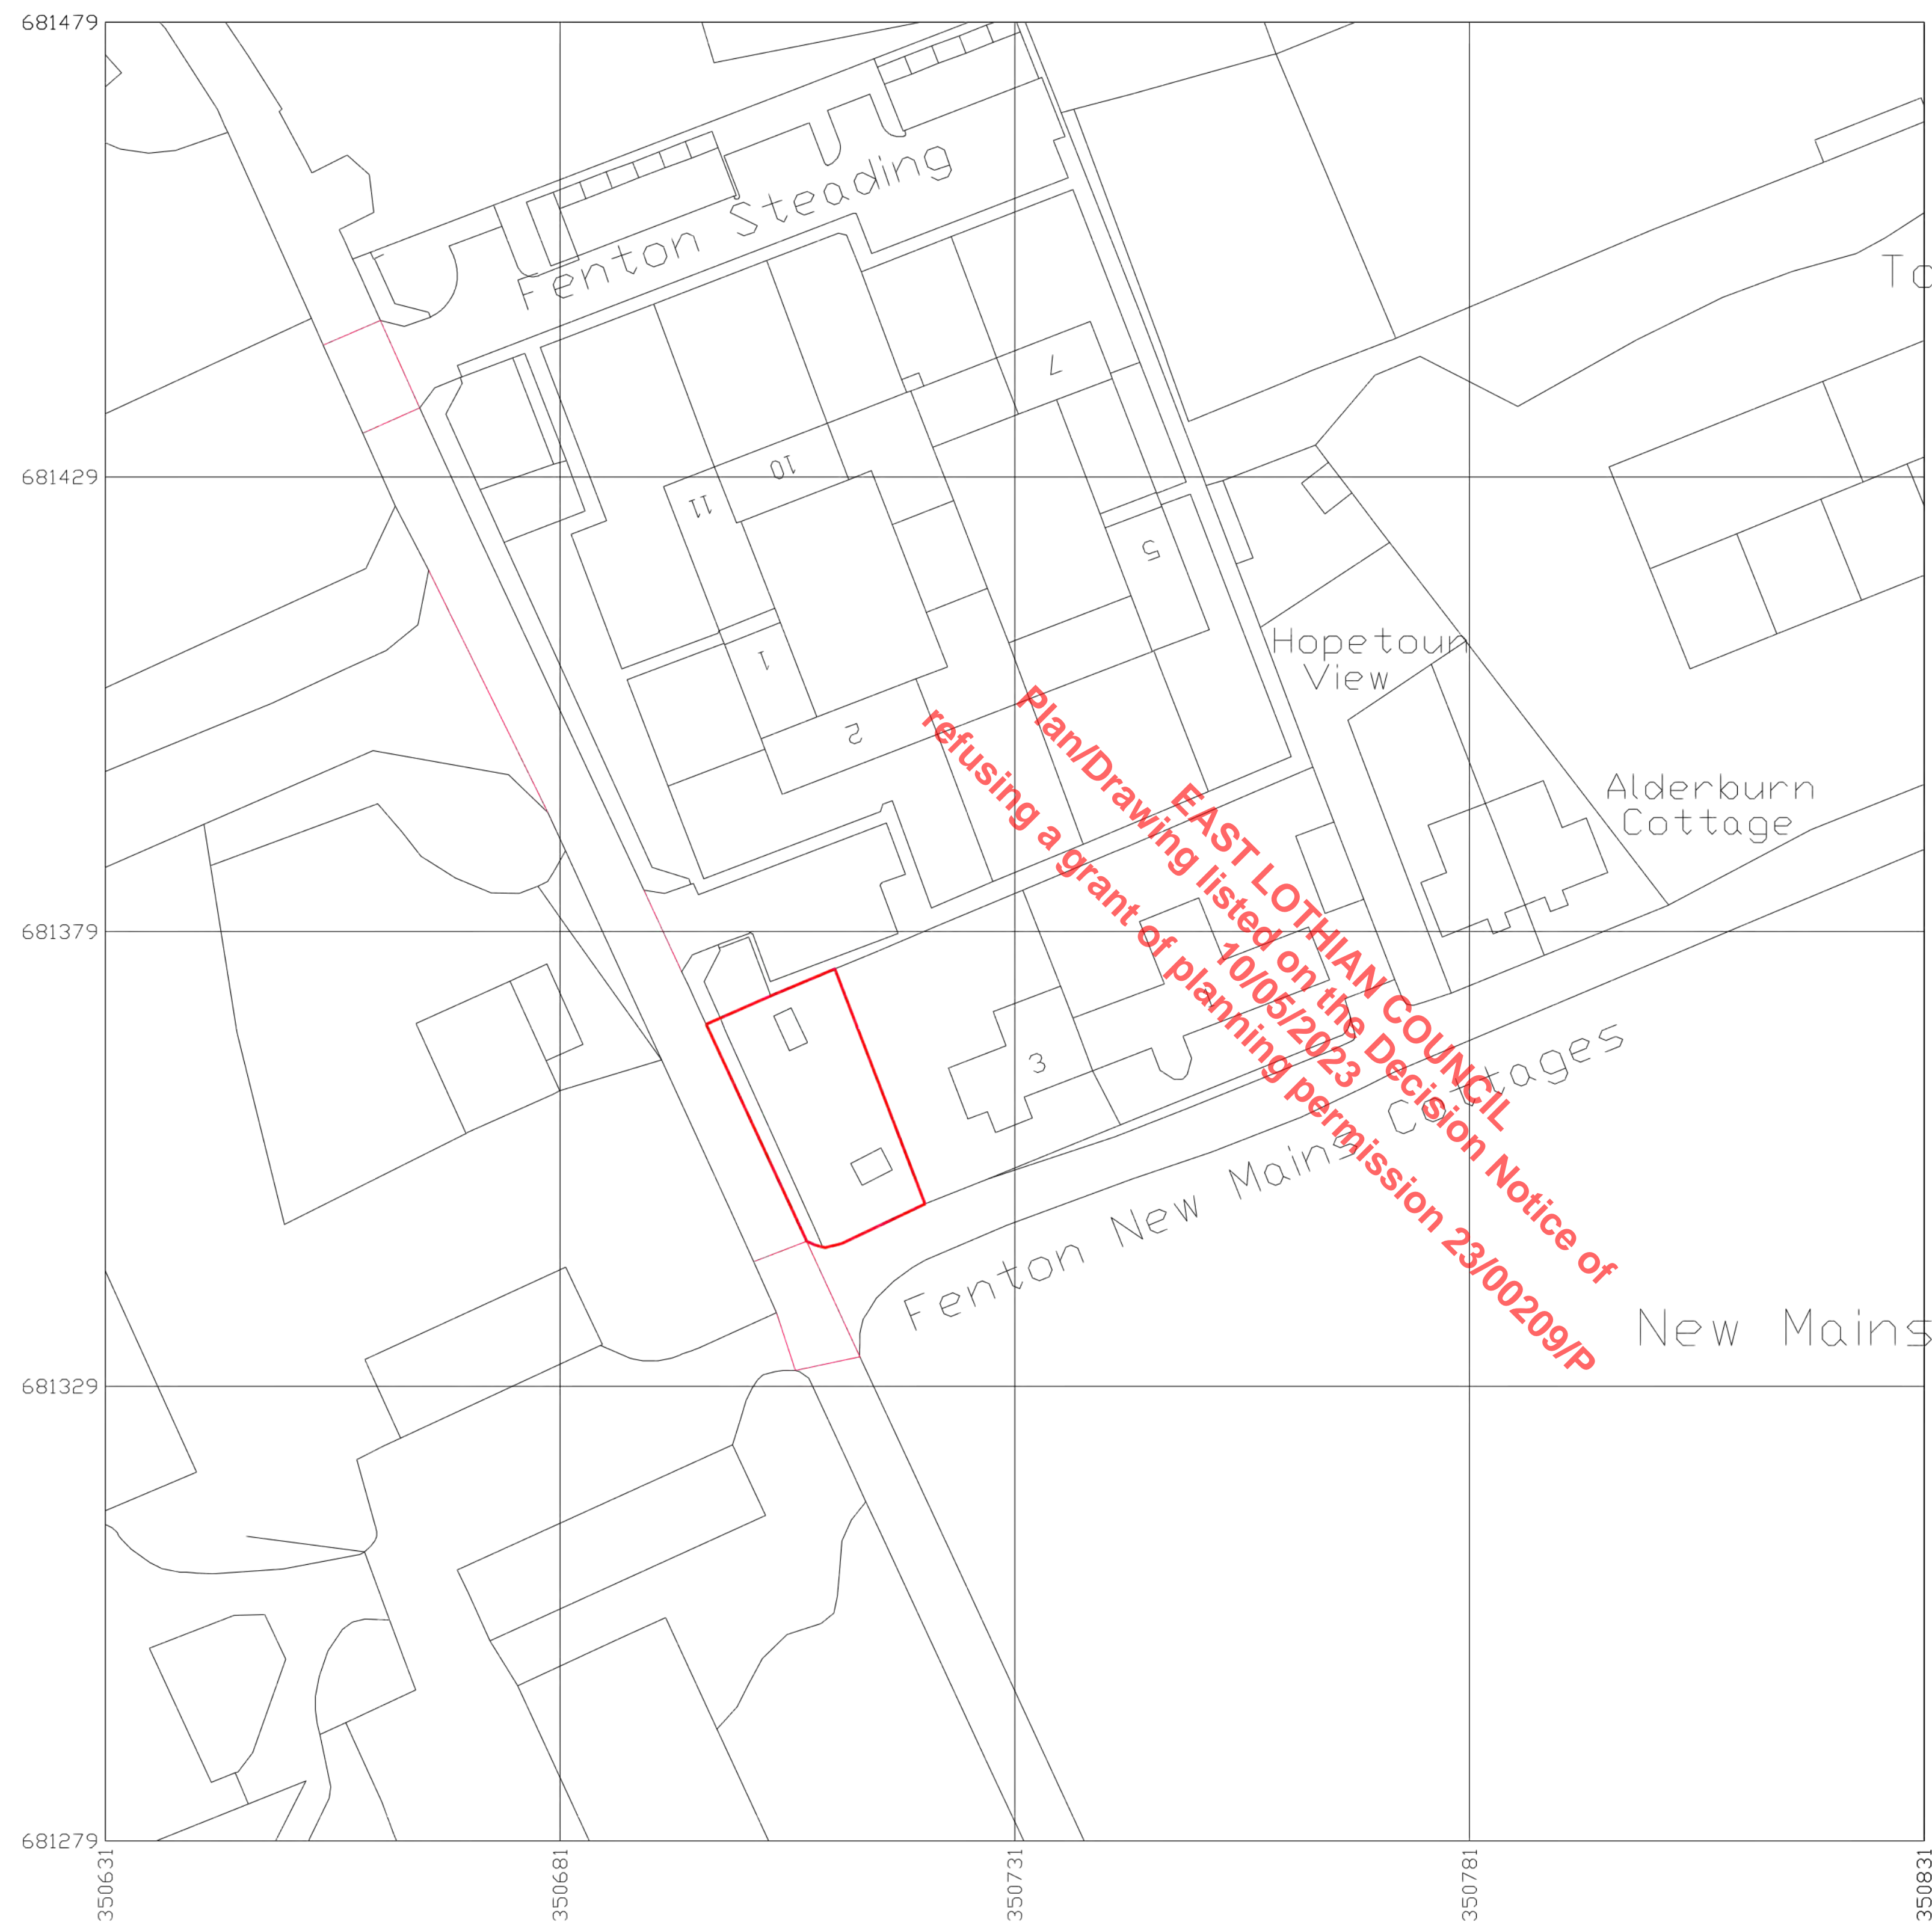 681479
Fenton Steading
To
7
681429
10
11
5
Hopetoun
View
1
2
Alderburn
Cottage
EAST LOTHIAN COUNCIL
Plan/Drawing listed on the Decision Notice of
10/05/2023
refusing a grant of planning permission 23/00209/P
681379
3
1
Fenton New Mains Cottages
New Mains
681329
681279
350631
350681
350731
350781
350831